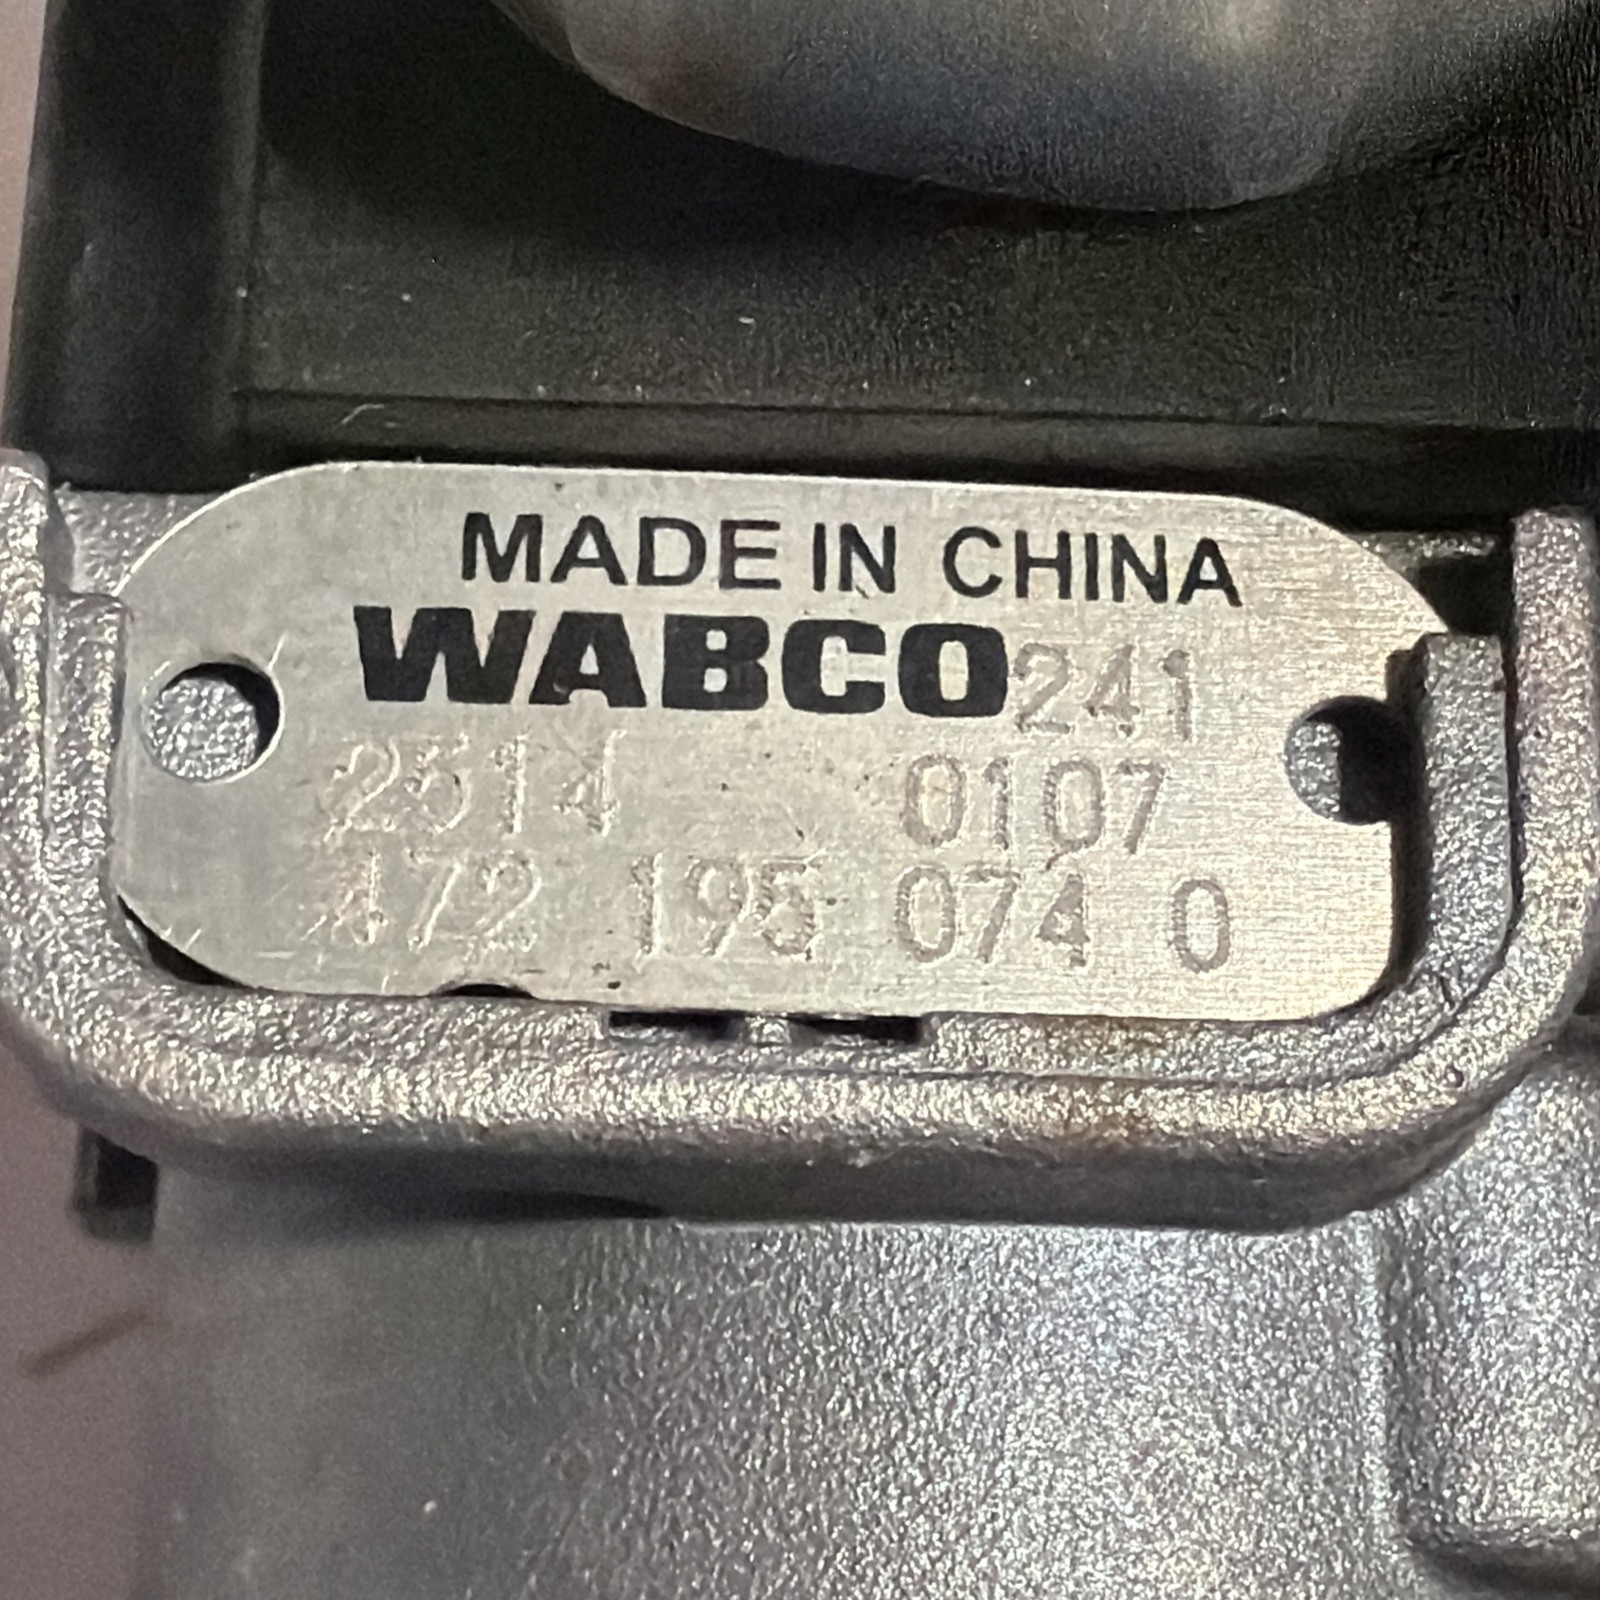 MADE IN CHINA
WABCO 241
2514 0107
472 195 074 0